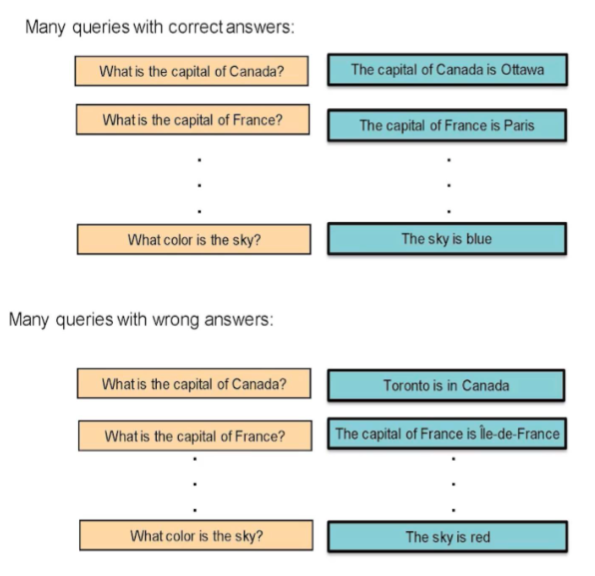 Many queries with correct answers:
What is the capital of Canada? The capital of Canada is Ottawa
What is the capital of France? The capital of France is Paris
. .
. .
. .
What color is the sky? The sky is blue
Many queries with wrong answers:
What is the capital of Canada? Toronto is in Canada
What is the capital of France? The capital of France is Île-de-France
. .
. .
. .
What color is the sky? The sky is red